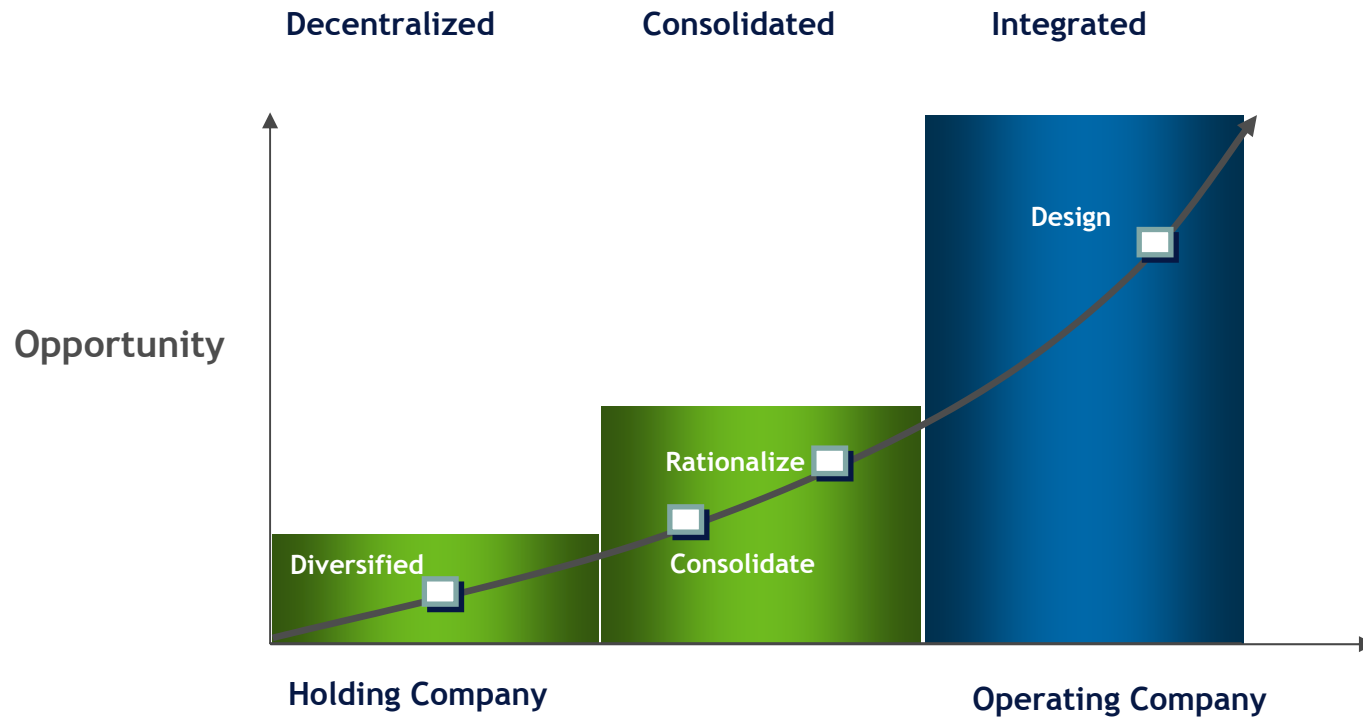 Decentralized
Consolidated
Integrated
Design
Opportunity
Rationalize
Diversified
Consolidate
Holding Company
Operating Company